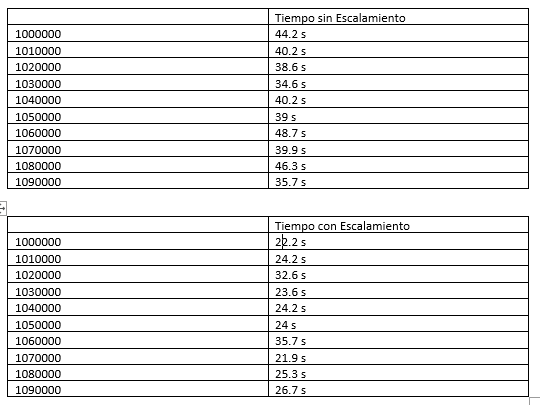 Tiempo sin Escalamiento
1000000 44.2 s
1010000 40.2 s
1020000 38.6 s
1030000 34.6 s
1040000 40.2 s
1050000 39 s
1060000 48.7 s
1070000 39.9 s
1080000 46.3 s
1090000 35.7 s
Tiempo con Escalamiento
1000000 22.2 s
1010000 24.2 s
1020000 32.6 s
1030000 23.6 s
1040000 24.2 s
1050000 24 s
1060000 35.7 s
1070000 21.9 s
1080000 25.3 s
1090000 26.7 s